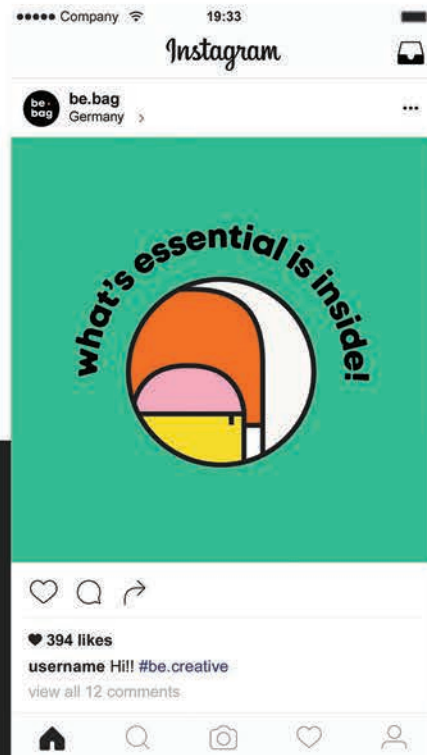 Company 19:33
Instagram
be.
bag
be.bag
Germany
what's essential is inside!
394 likes
username Hi!! #be.creative
view all 12 comments